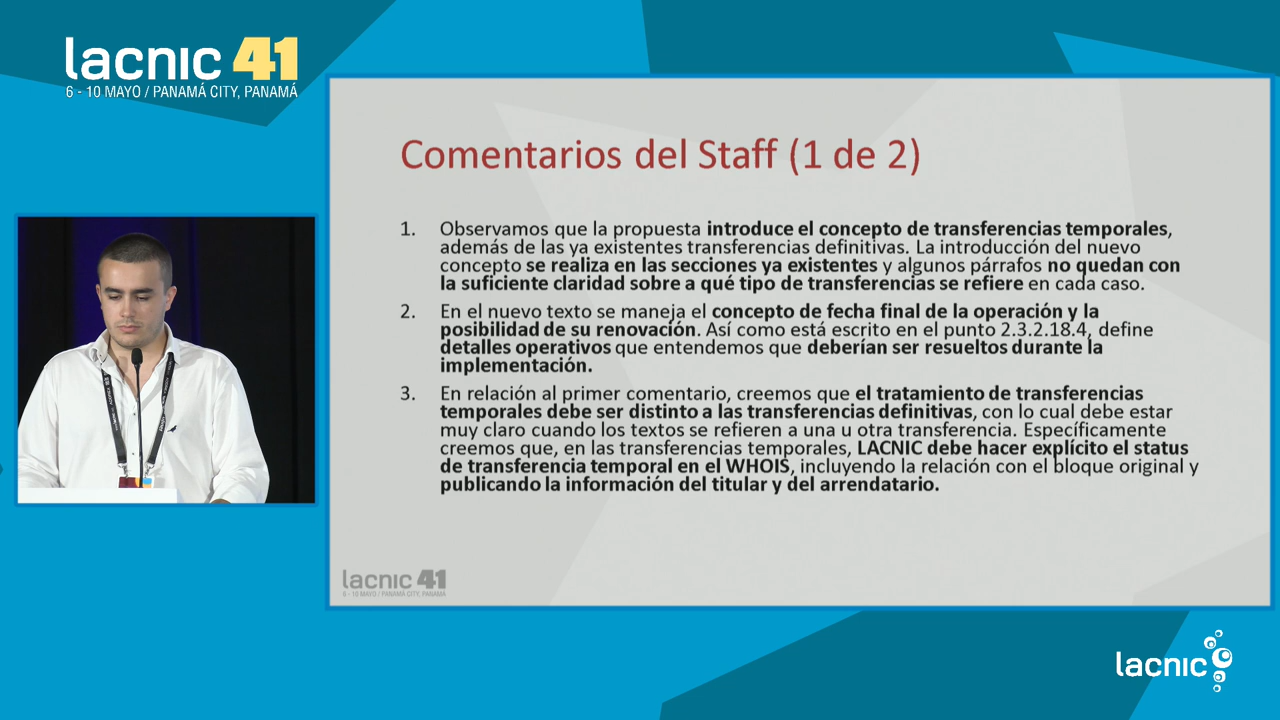 lacnic 41
6 - 10 MAYO / PANAMÁ CITY, PANAMÁ
Comentarios del Staff (1 de 2)
1. Observamos que la propuesta introduce el concepto de transferencias temporales,
además de las ya existentes transferencias definitivas. La introducción del nuevo
concepto se realiza en las secciones ya existentes y algunos párrafos no quedan con
la suficiente claridad sobre a qué tipo de transferencias se refiere en cada caso.
2. En el nuevo texto se maneja el concepto de fecha final de la operación y la
posibilidad de su renovación. Así como está escrito en el punto 2.3.2.18.4, define
detalles operativos que entendemos que deberían ser resueltos durante la
implementación.
3. En relación al primer comentario, creemos que el tratamiento de transferencias
temporales debe ser distinto a las transferencias definitivas, con lo cual debe estar
muy claro cuando los textos se refieren a una u otra transferencia. Específicamente
creemos que, en las transferencias temporales, LACNIC debe hacer explícito el status
de transferencia temporal en el WHOIS, incluyendo la relación con el bloque original y
publicando la información del titular y del arrendatario.
lacnic 41
6 - 10 MAYO / PANAMÁ CITY, PANAMÁ
lacnic